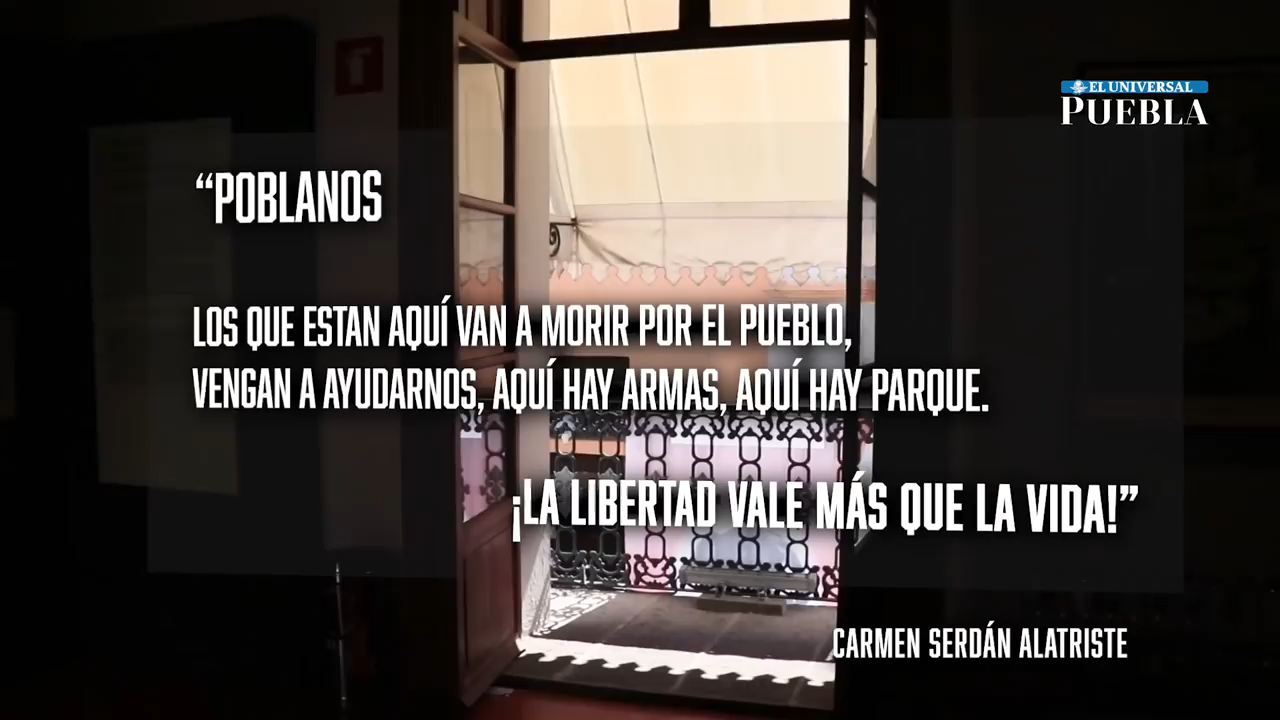 EL UNIVERSAL
PUEBLA
“POBLANOS
LOS QUE ESTAN AQUÍ VAN A MORIR POR EL PUEBLO,
VENGAN A AYUDARNOS, AQUÍ HAY ARMAS, AQUÍ HAY PARQUE.
¡LA LIBERTAD VALE MÁS QUE LA VIDA!”
CARMEN SERDÁN ALATRISTE